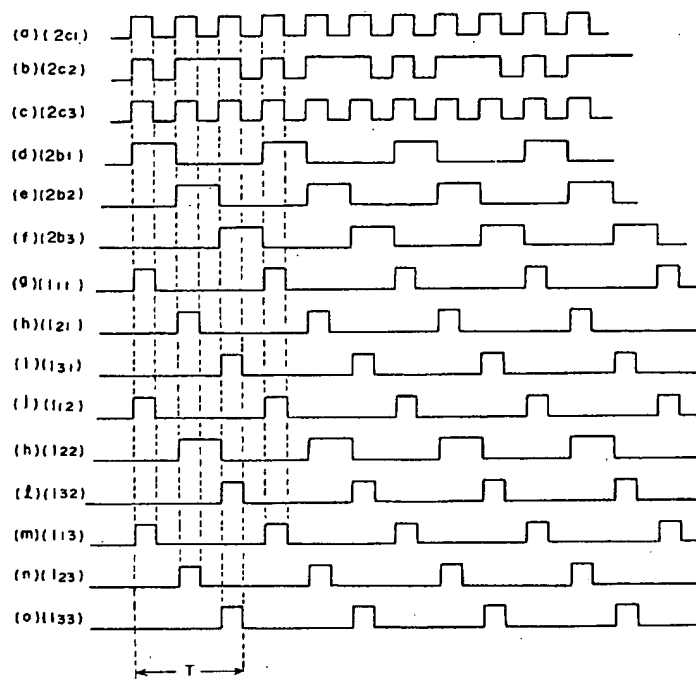 (a)(2c1)
(b)(2c2)
(c)(2c3)
(d)(2b1)
(e)(2b2)
(f)(2b3)
(g)(111)
(h)(121)
(i)(131)
(j)(112)
(h)(122)
(l)(132)
(m)(113)
(n)(123)
(o)(133)
T